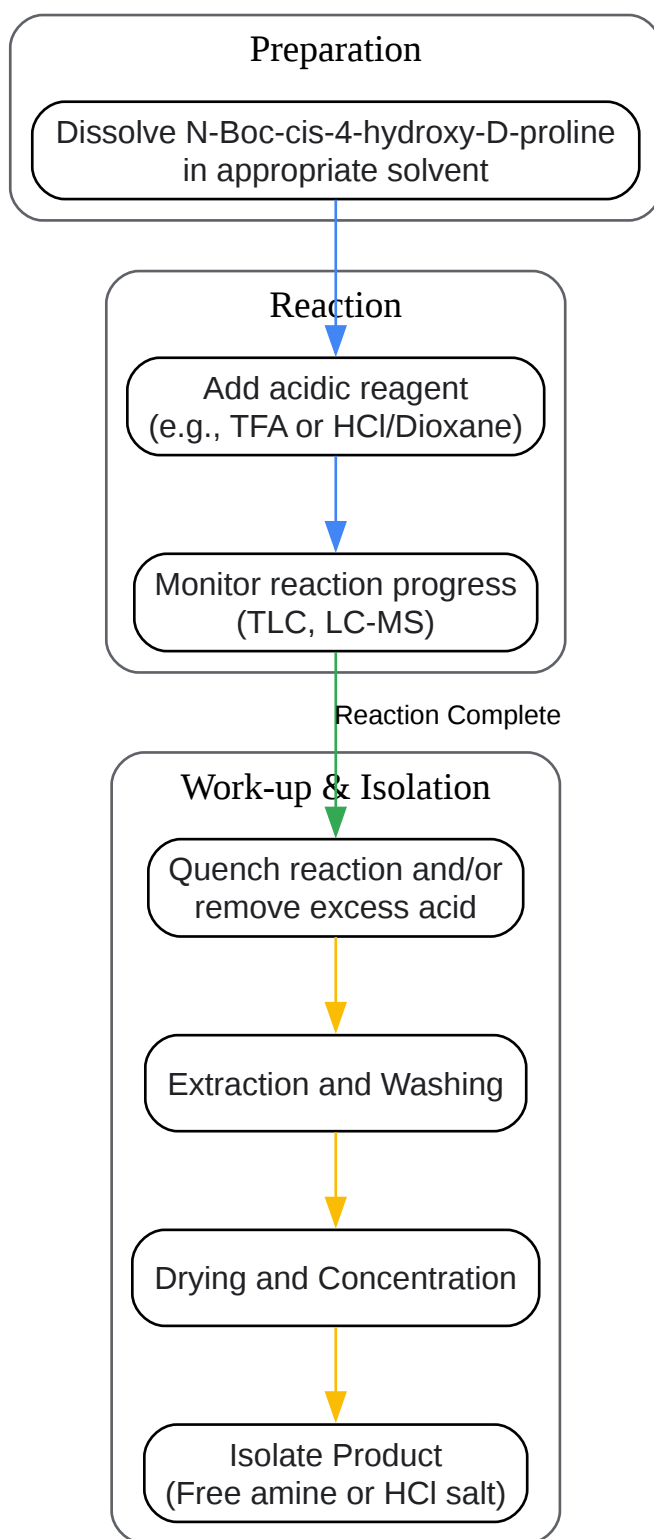 Preparation
Dissolve N-Boc-cis-4-hydroxy-D-proline
in appropriate solvent
Reaction
Add acidic reagent
(e.g., TFA or HCl/Dioxane)
Monitor reaction progress
(TLC, LC-MS)
Reaction Complete
Work-up & Isolation
Quench reaction and/or
remove excess acid
Extraction and Washing
Drying and Concentration
Isolate Product
(Free amine or HCl salt)